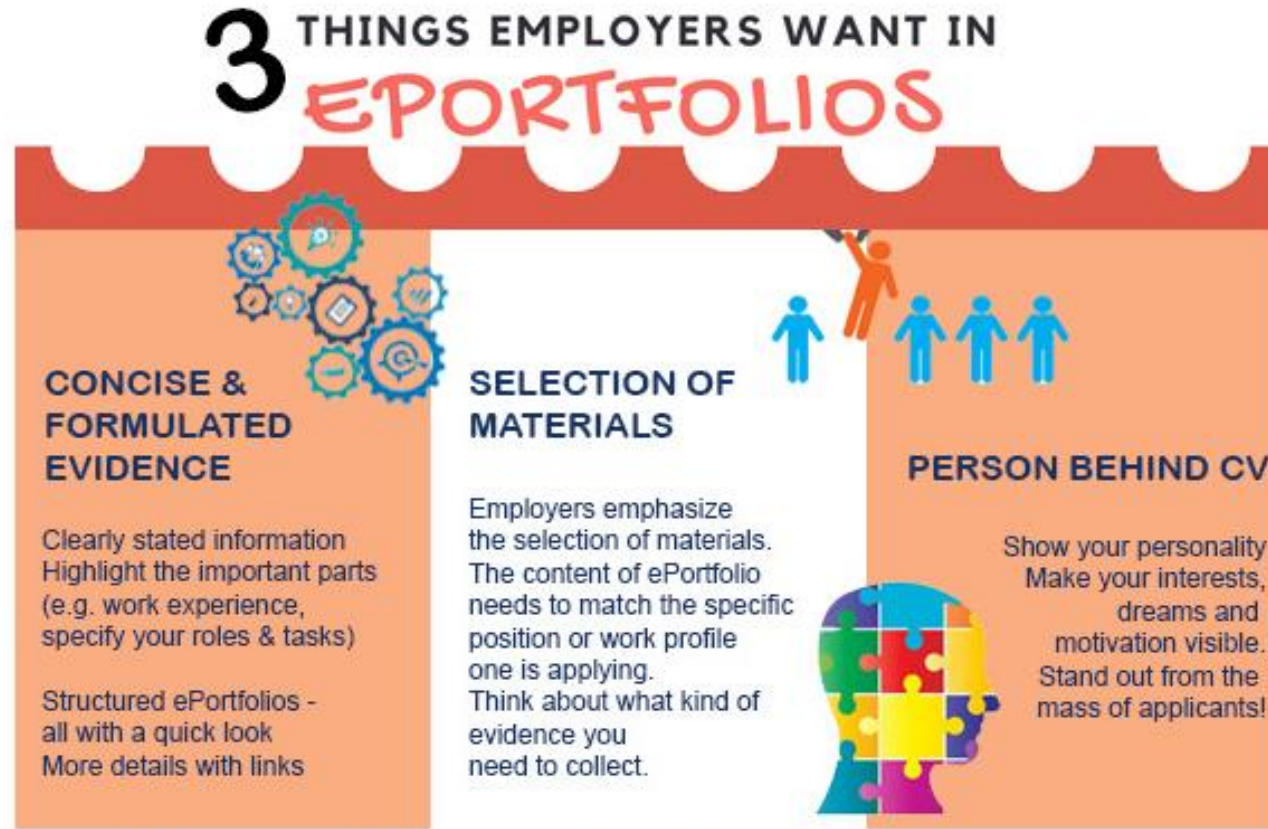 3 THINGS EMPLOYERS WANT IN
EPORTFOLIOS
CONCISE &
FORMULATED
EVIDENCE
Clearly stated information
Highlight the important parts
(e.g. work experience,
specify your roles & tasks)
Structured ePortfolios -
all with a quick look
More details with links
SELECTION OF
MATERIALS
Employers emphasize
the selection of materials.
The content of ePortfolio
needs to match the specific
position or work profile
one is applying.
Think about what kind of
evidence you
need to collect.
PERSON BEHIND CV
Show your personality
Make your interests,
dreams and
motivation visible.
Stand out from the
mass of applicants!